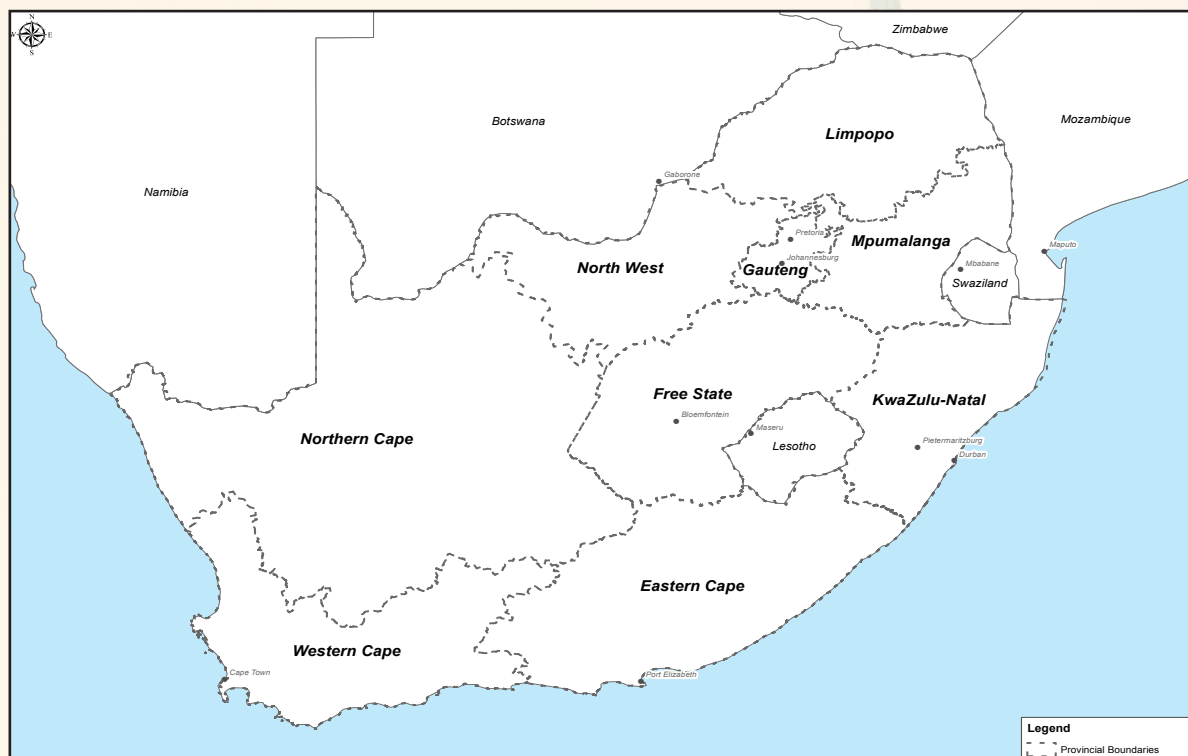 N
W E
S
Zimbabwe
Mozambique
Botswana
Limpopo
Gaborone
Namibia
Pretoria
Mpumalanga
Maputo
North West
Johannesburg
Gauteng
Mbabane
Swaziland
Free State
KwaZulu-Natal
Bloemfontein
Maseru
Northern Cape
Lesotho
Pietermaritzburg
Durban
Eastern Cape
Western Cape
Cape Town
Port Elizabeth
Legend
Provincial Boundaries